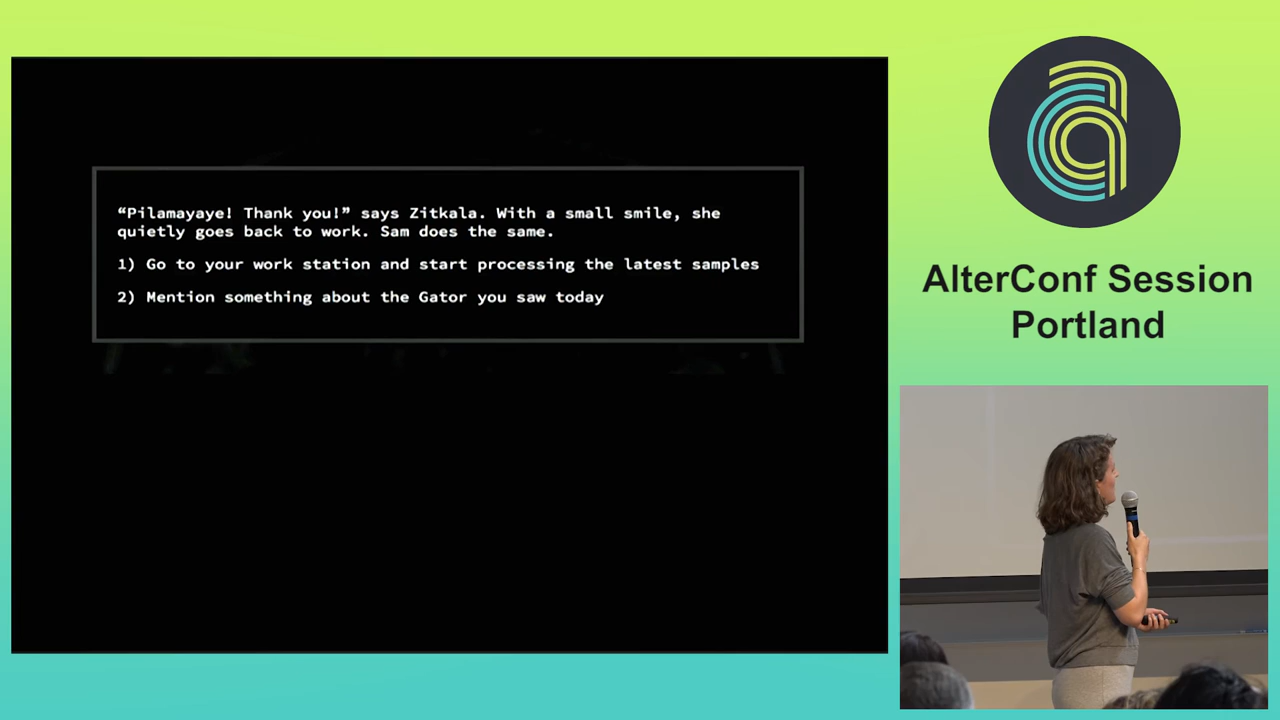 “Pilamayaye! Thank you!” says Zitkala. With a small smile, she
quietly goes back to work. Sam does the same.
1) Go to your work station and start processing the latest samples
2) Mention something about the Gator you saw today
AlterConf Session
Portland